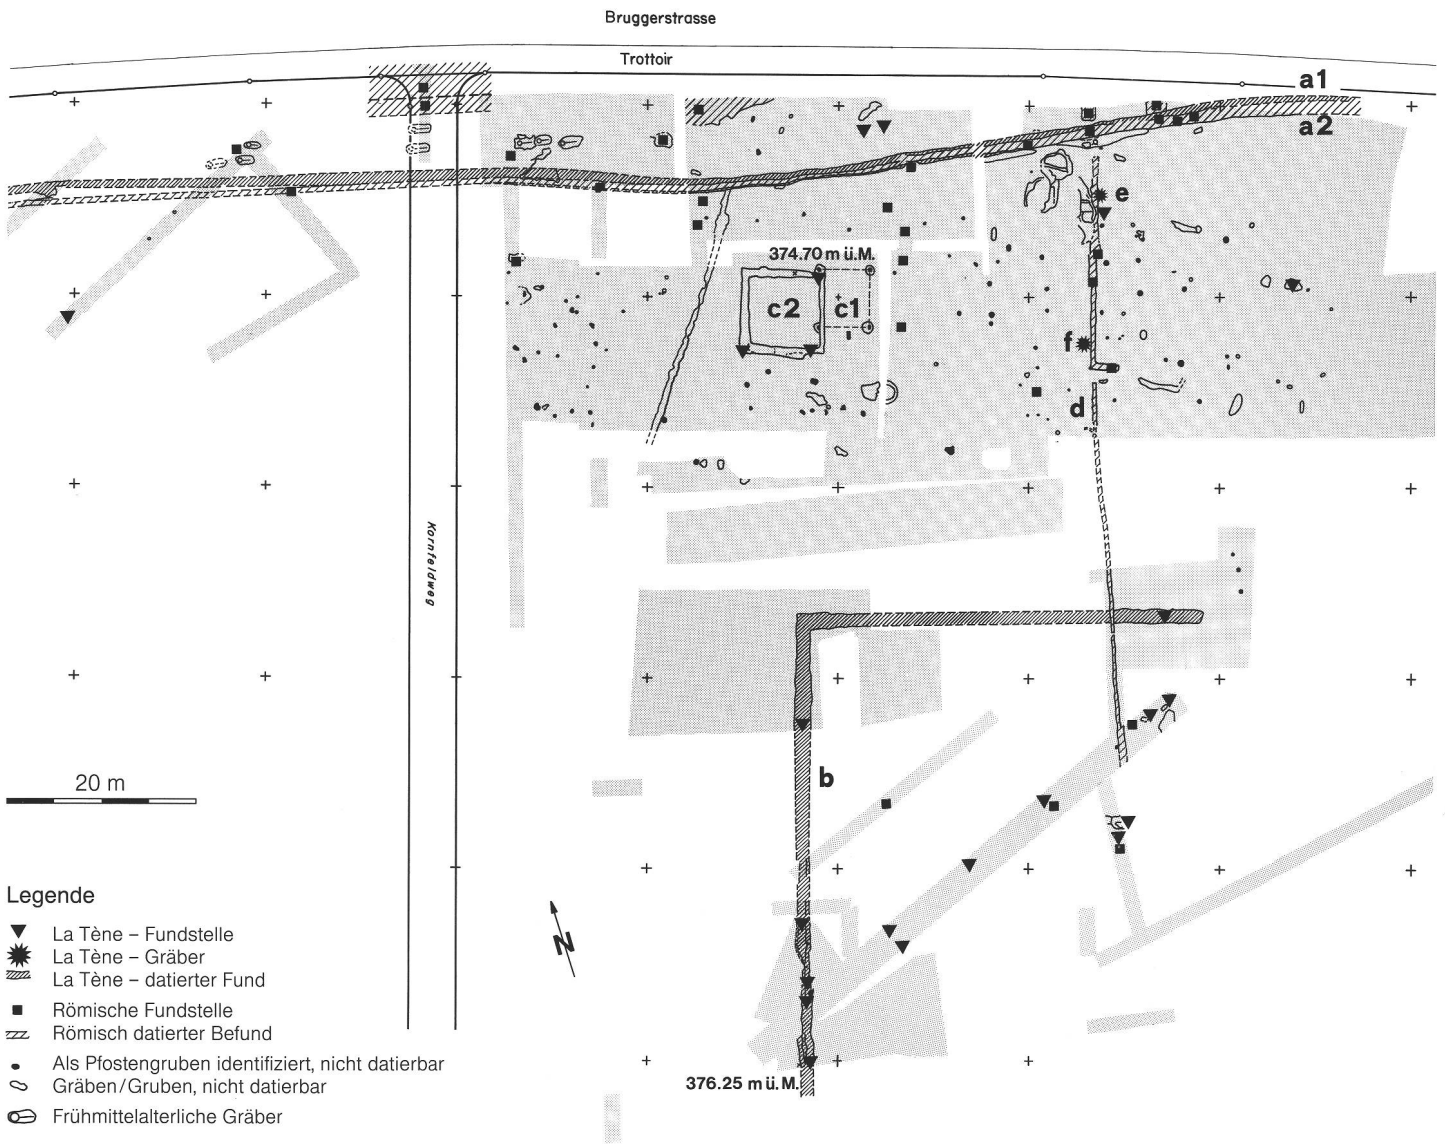 Bruggerstrasse
Trottoir
a1
a2
e
374.70 m ü.M.
c2
c1
f
d
Kornfeldweg
b
20 m
N
376.25 m ü.M.
Legende
La Tène – Fundstelle
La Tène – Gräber
La Tène – datierter Fund
Römische Fundstelle
Römisch datierter Befund
Als Pfostengruben identifiziert, nicht datierbar
Gräben/Gruben, nicht datierbar
Frühmittelalterliche Gräber